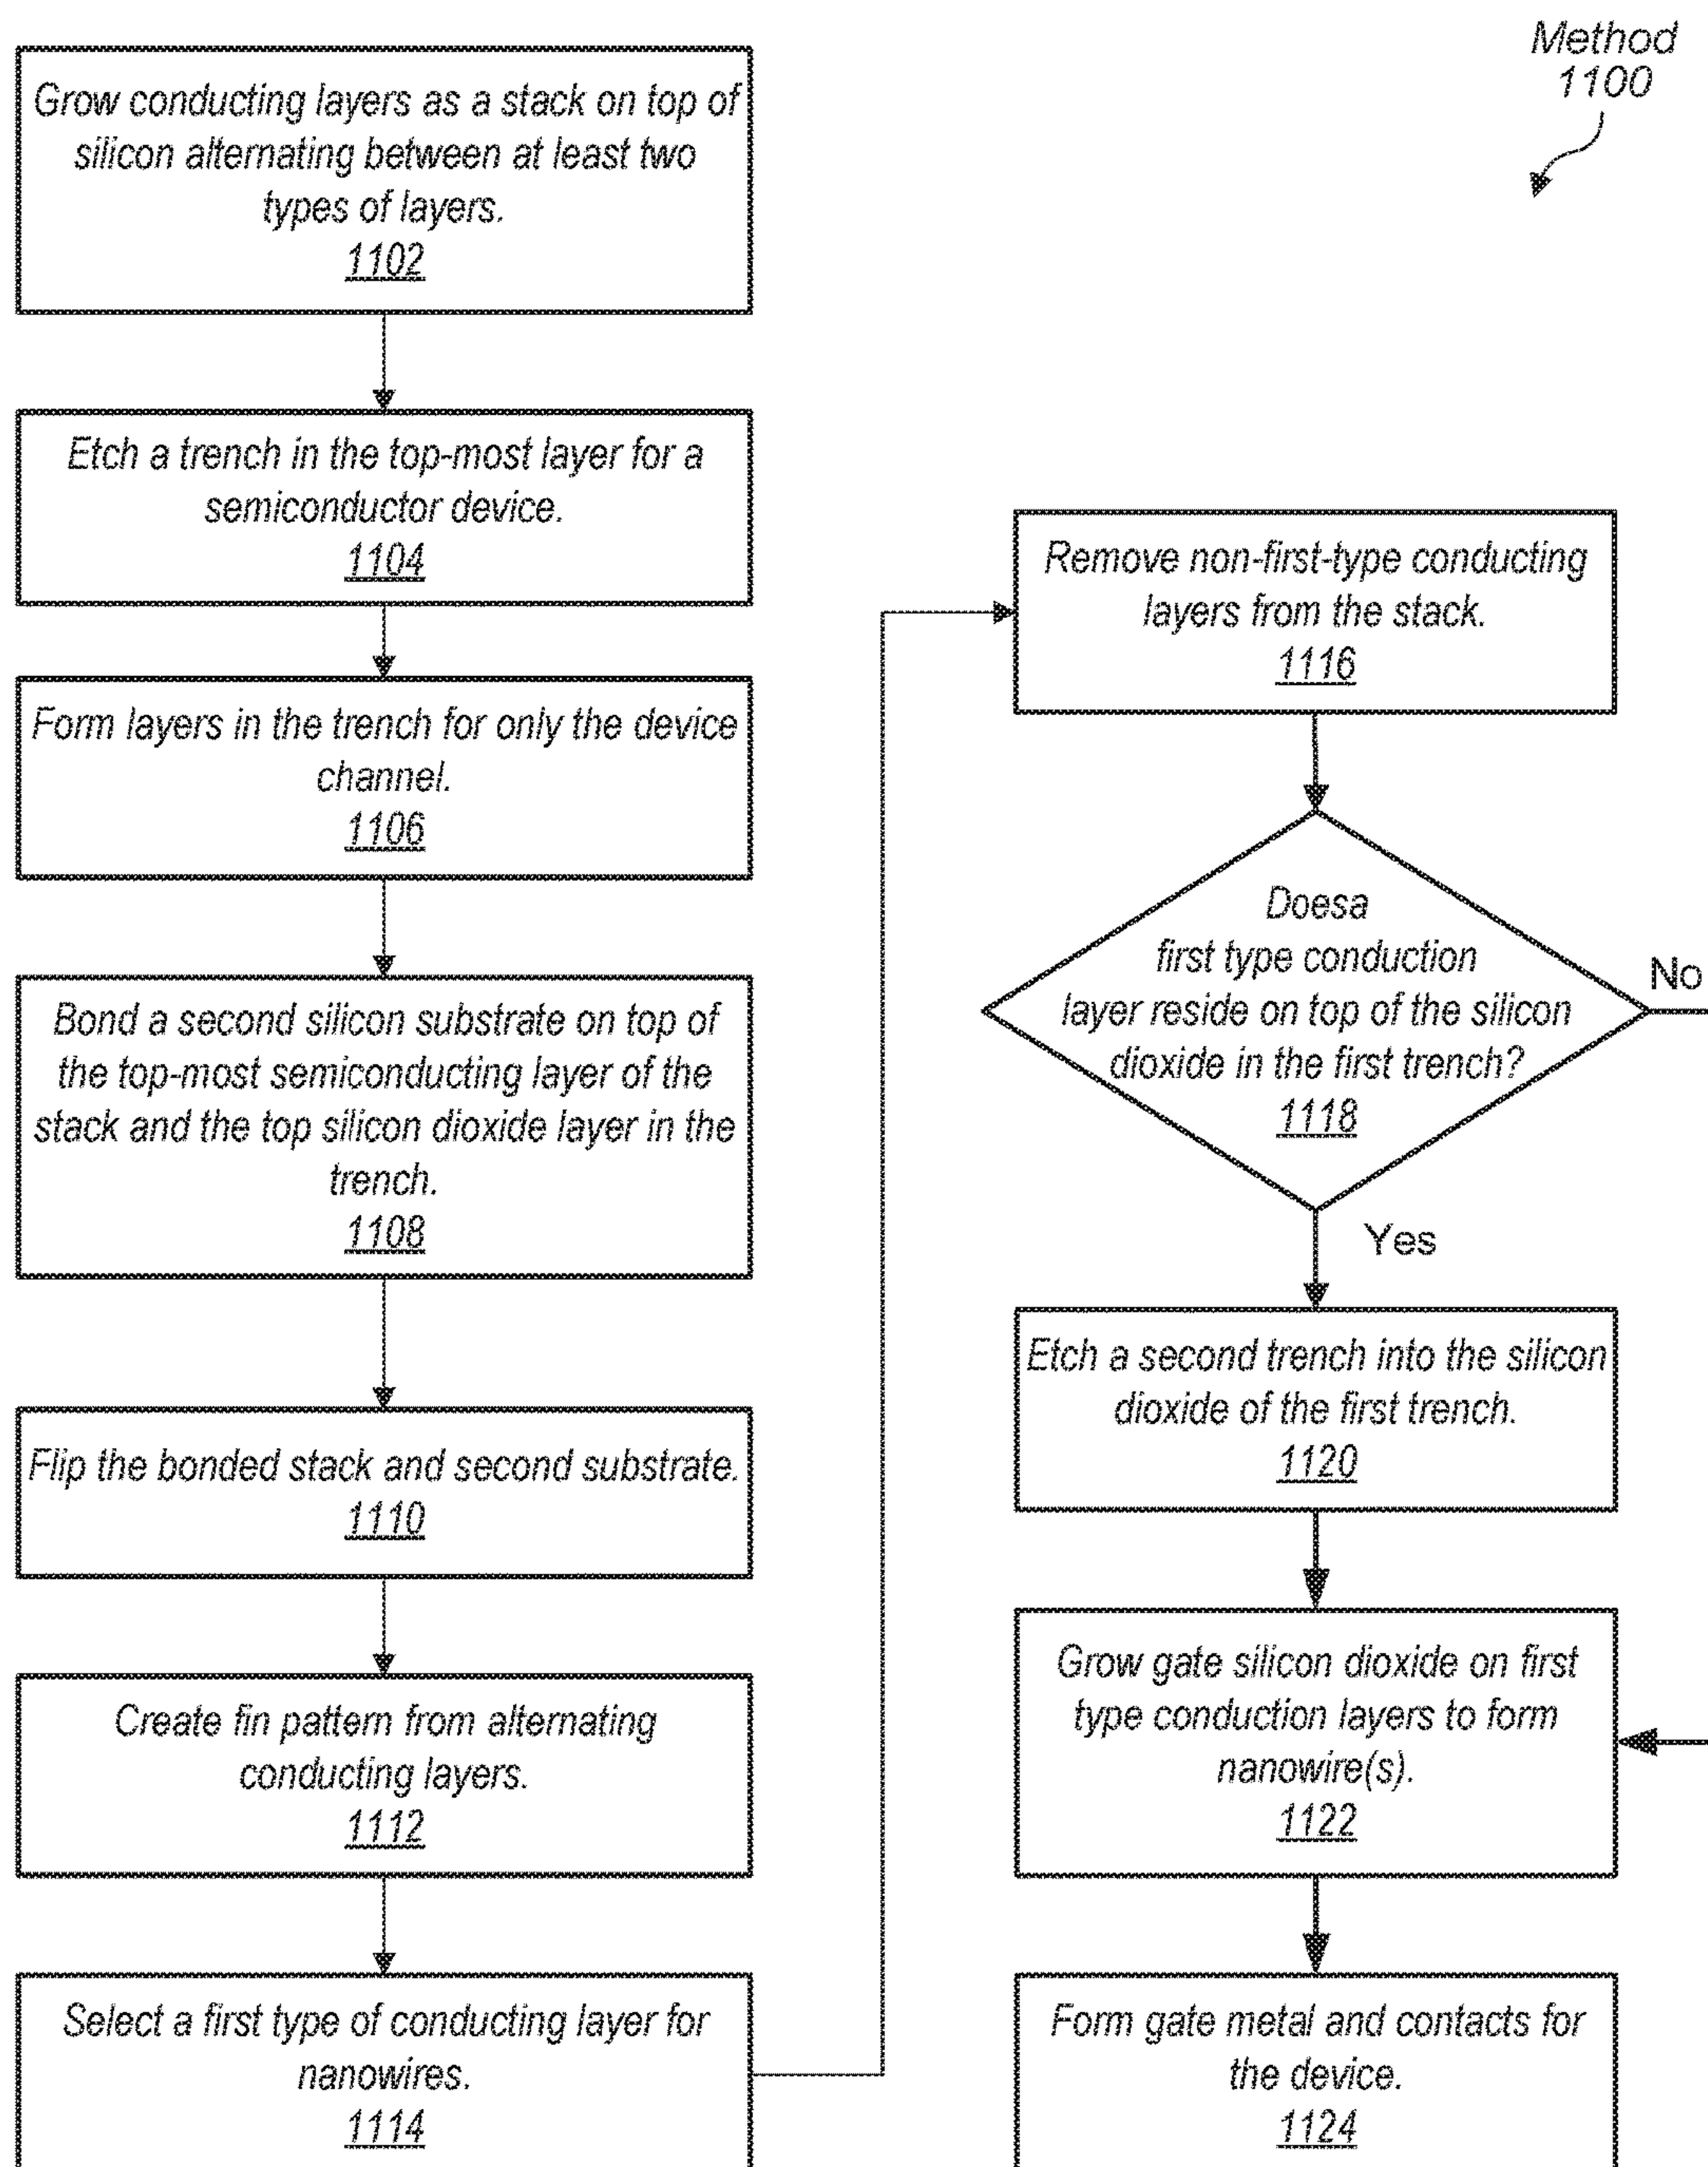 Method
1100
Grow conducting layers as a stack on top of
silicon alternating between at least two
types of layers.
1102
Etch a trench in the top-most layer for a
semiconductor device.
1104
Form layers in the trench for only the device
channel.
1106
Bond a second silicon substrate on top of
the top-most semiconducting layer of the
stack and the top silicon dioxide layer in the
trench.
1108
Flip the bonded stack and second substrate.
1110
Create fin pattern from alternating
conducting layers.
1112
Select a first type of conducting layer for
nanowires.
1114
Remove non-first-type conducting
layers from the stack.
1116
Doesa
first type conduction
layer reside on top of the silicon
dioxide in the first trench?
1118
No
Yes
Etch a second trench into the silicon
dioxide of the first trench.
1120
Grow gate silicon dioxide on first
type conduction layers to form
nanowire(s).
1122
Form gate metal and contacts for
the device.
1124